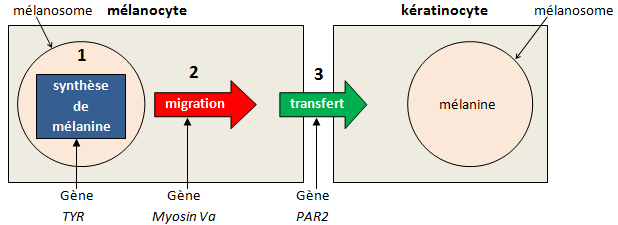 mélanosome
mélanocyte
kératinocyte
mélanosome
1
synthèse
de
mélanine
2
migration
3
transfert
mélanine
Gène
TYR
Gène
Myosin Va
Gène
PAR2